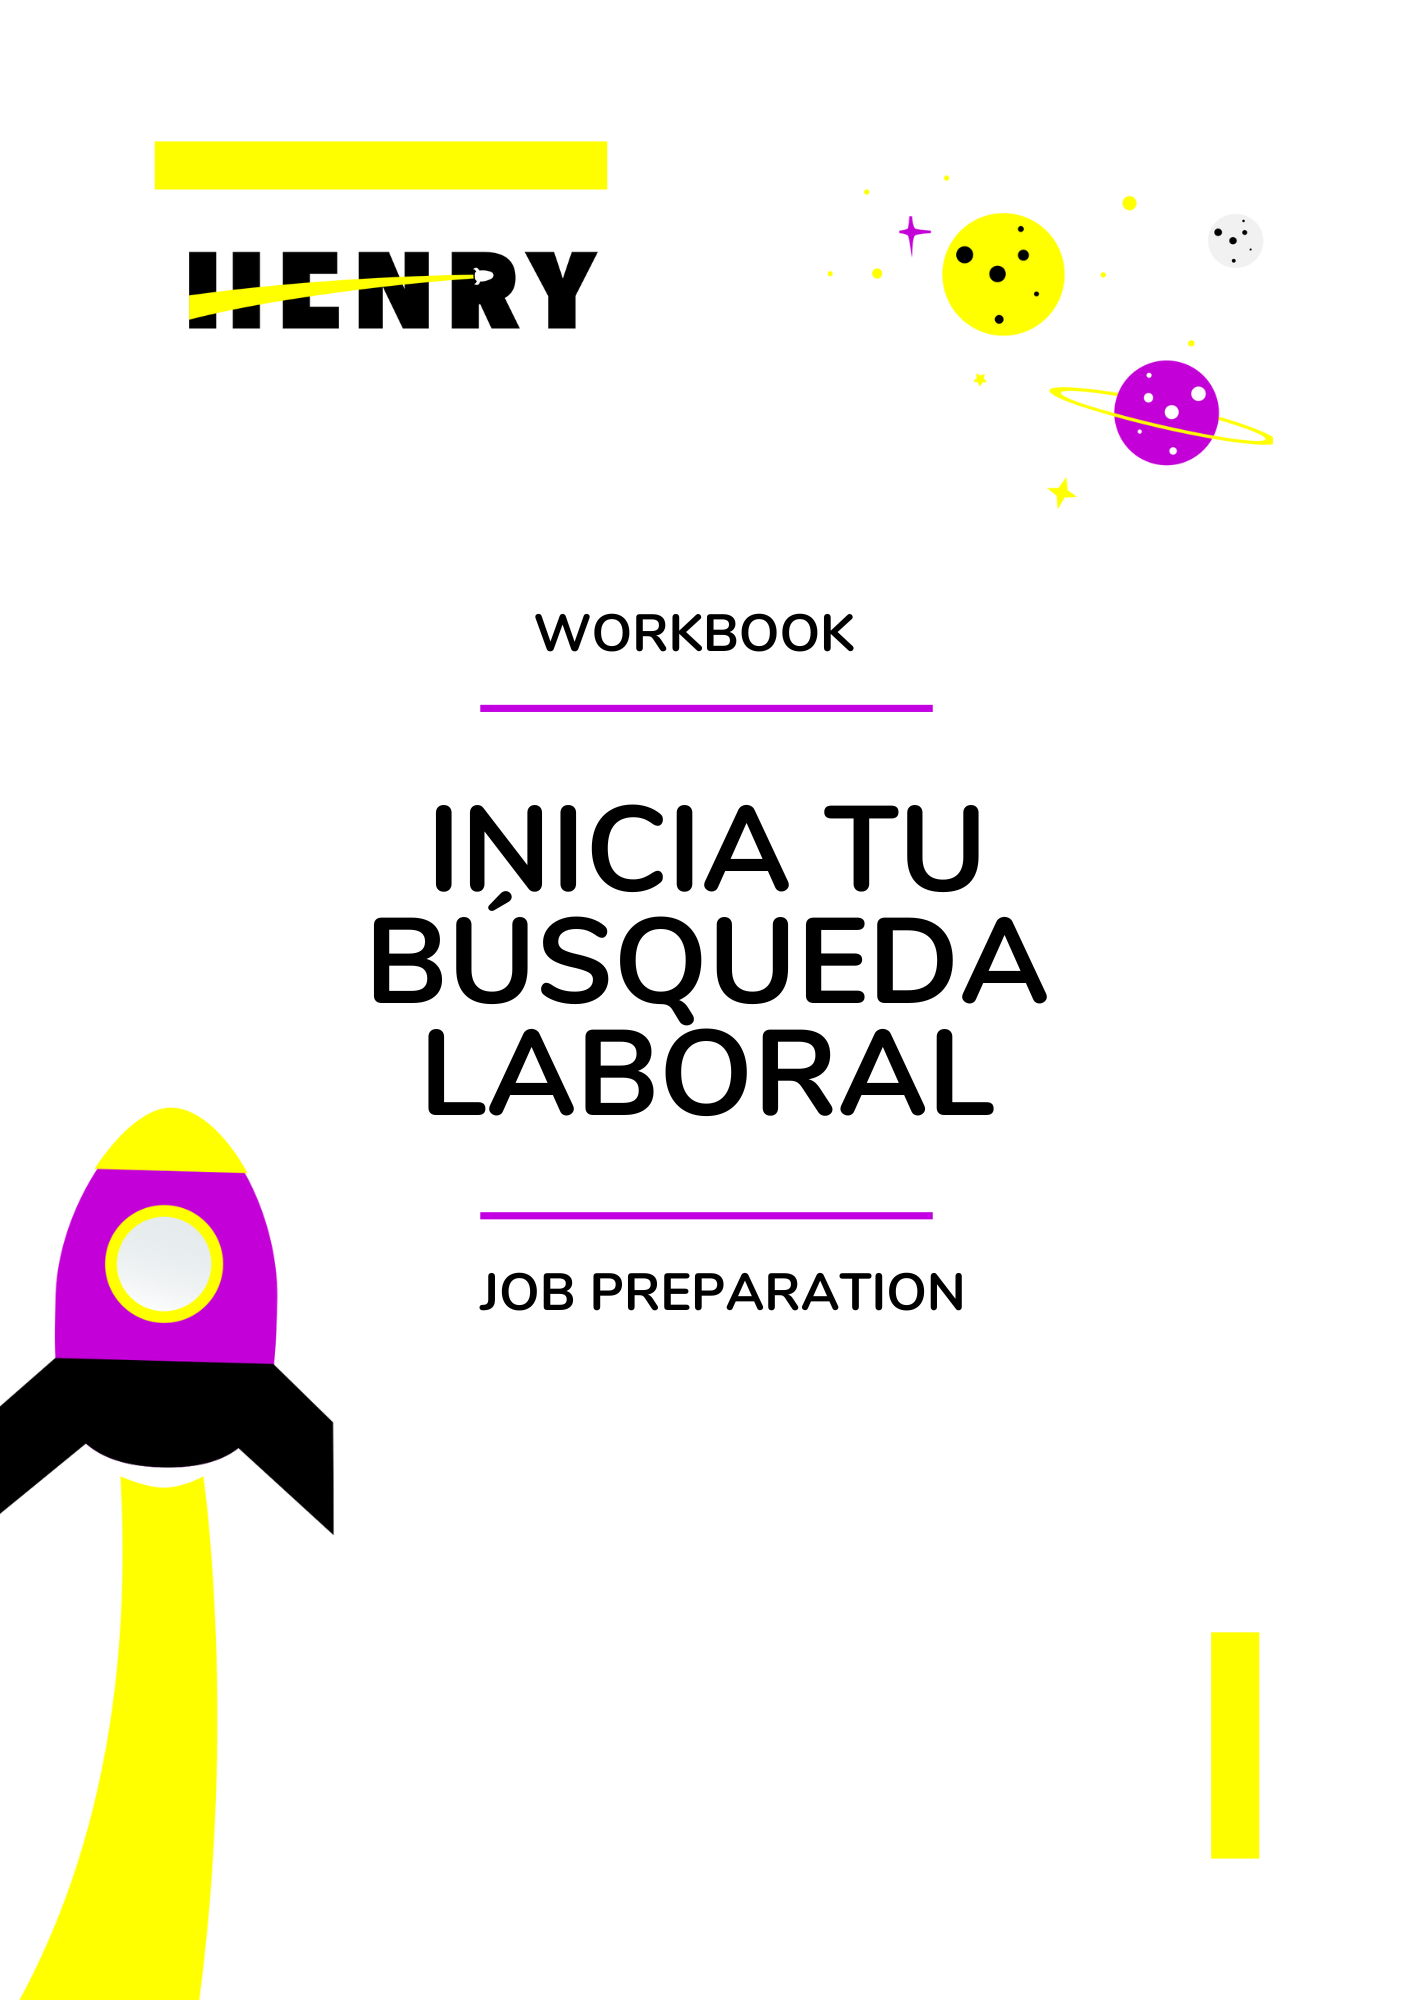 HENRY
WORKBOOK
INICIA TU
BÚSQUEDA
LABORAL
JOB PREPARATION